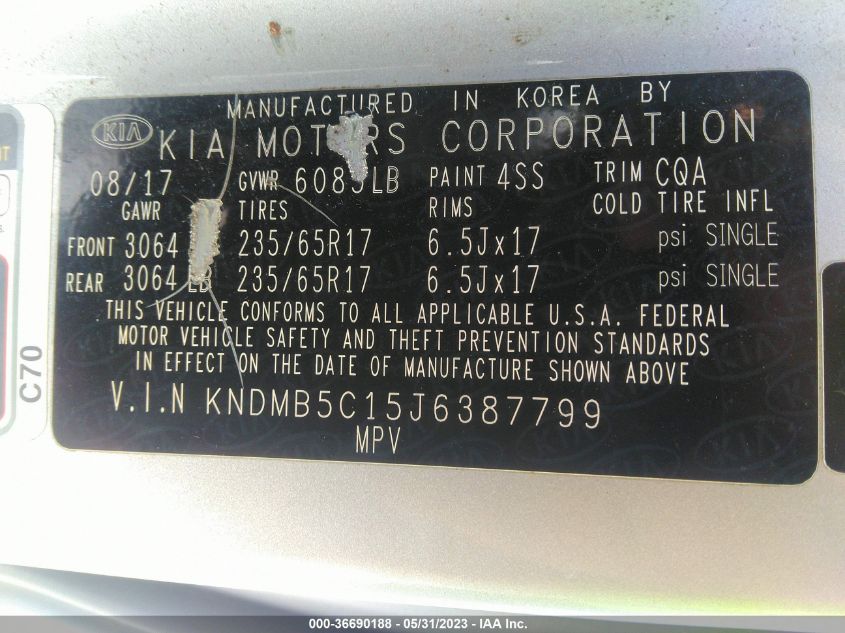 MANUFACTURED IN KOREA BY
KIA KIA MOTORS CORPORATION
08/17 GVWR 6085LB PAINT 4SS TRIM CQA
GAWR TIRES RIMS COLD TIRE INFL
FRONT 3064 235/65R17 6.5Jx17 psi SINGLE
REAR 3064 LB 235/65R17 6.5Jx17 psi SINGLE
THIS VEHICLE CONFORMS TO ALL APPLICABLE U.S.A. FEDERAL
MOTOR VEHICLE SAFETY AND THEFT PREVENTION STANDARDS
IN EFFECT ON THE DATE OF MANUFACTURE SHOWN ABOVE
V.I.N KNDMB5C15J6387799
MPV
C70
000-36690188 - 05/31/2023 - IAA Inc.